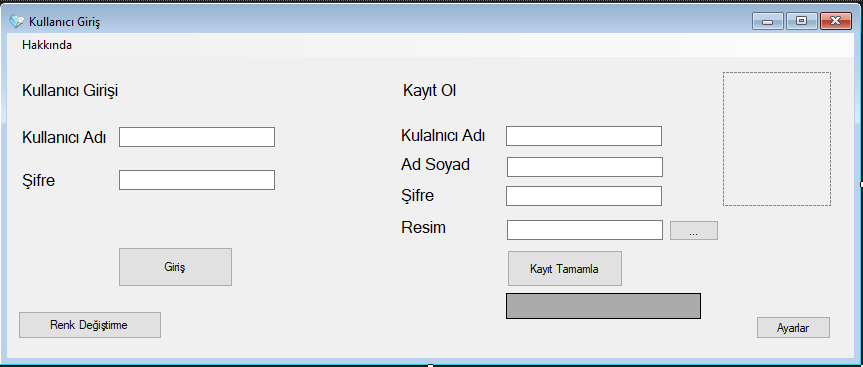 Kullanıcı Giriş
Hakkında
Kullanıcı Girişi
Kullanıcı Adı
Şifre
Giriş
Renk Değiştirme
Kayıt Ol
Kulalnıcı Adı
Ad Soyad
Şifre
Resim
...
Kayıt Tamamla
Ayarlar